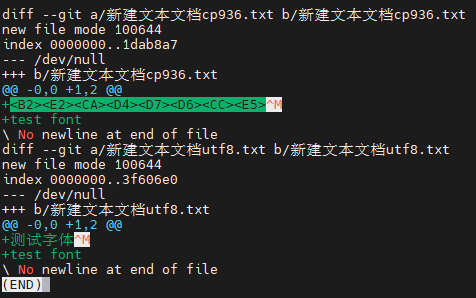 diff --git a/新建文本文档cp936.txt b/新建文本文档cp936.txt
new file mode 100644
index 0000000..1dab8a7
--- /dev/null
+++ b/新建文本文档cp936.txt
@@ -0,0 +1,2 @@
+<B2><E2><CA><D4><D7><D6><CC><E5>^M
+test font
\ No newline at end of file
diff --git a/新建文本文档utf8.txt b/新建文本文档utf8.txt
new file mode 100644
index 0000000..3f606e0
--- /dev/null
+++ b/新建文本文档utf8.txt
@@ -0,0 +1,2 @@
+测试字体^M
+test font
\ No newline at end of file
(END)